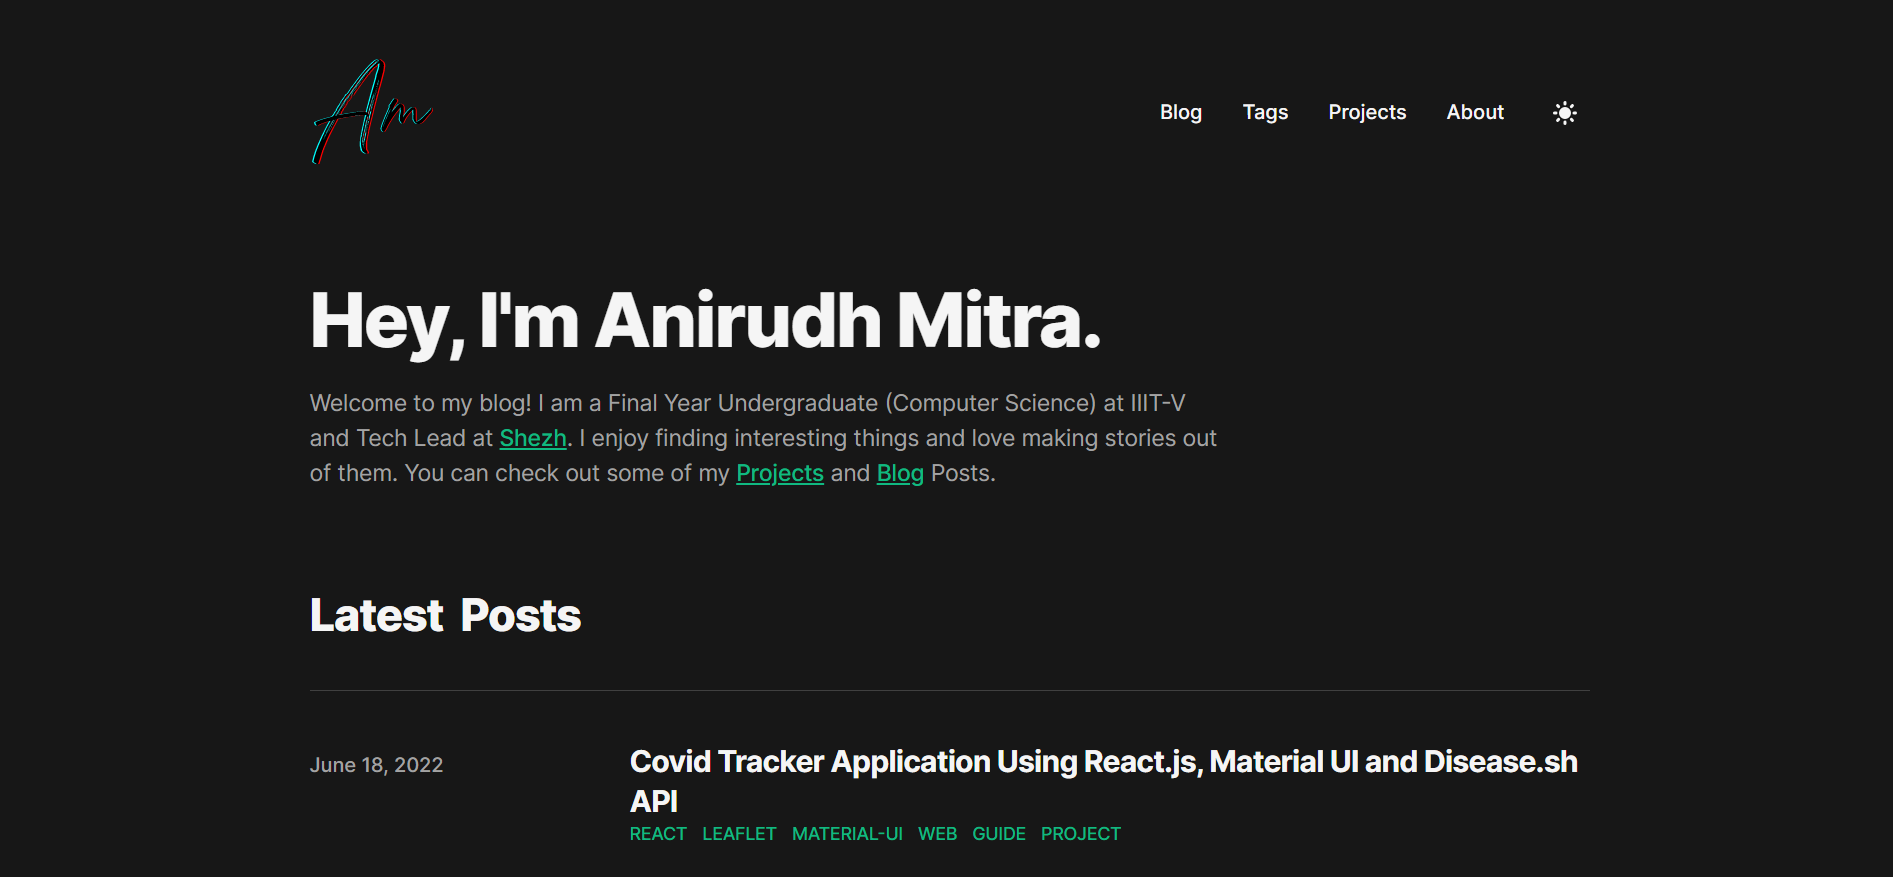 Am
Blog Tags Projects About
Hey, I'm Anirudh Mitra.
Welcome to my blog! I am a Final Year Undergraduate (Computer Science) at IIIT-V
and Tech Lead at Shezh. I enjoy finding interesting things and love making stories out
of them. You can check out some of my Projects and Blog Posts.
Latest Posts
June 18, 2022
Covid Tracker Application Using React.js, Material UI and Disease.sh
API
REACT LEAFLET MATERIAL-UI WEB GUIDE PROJECT